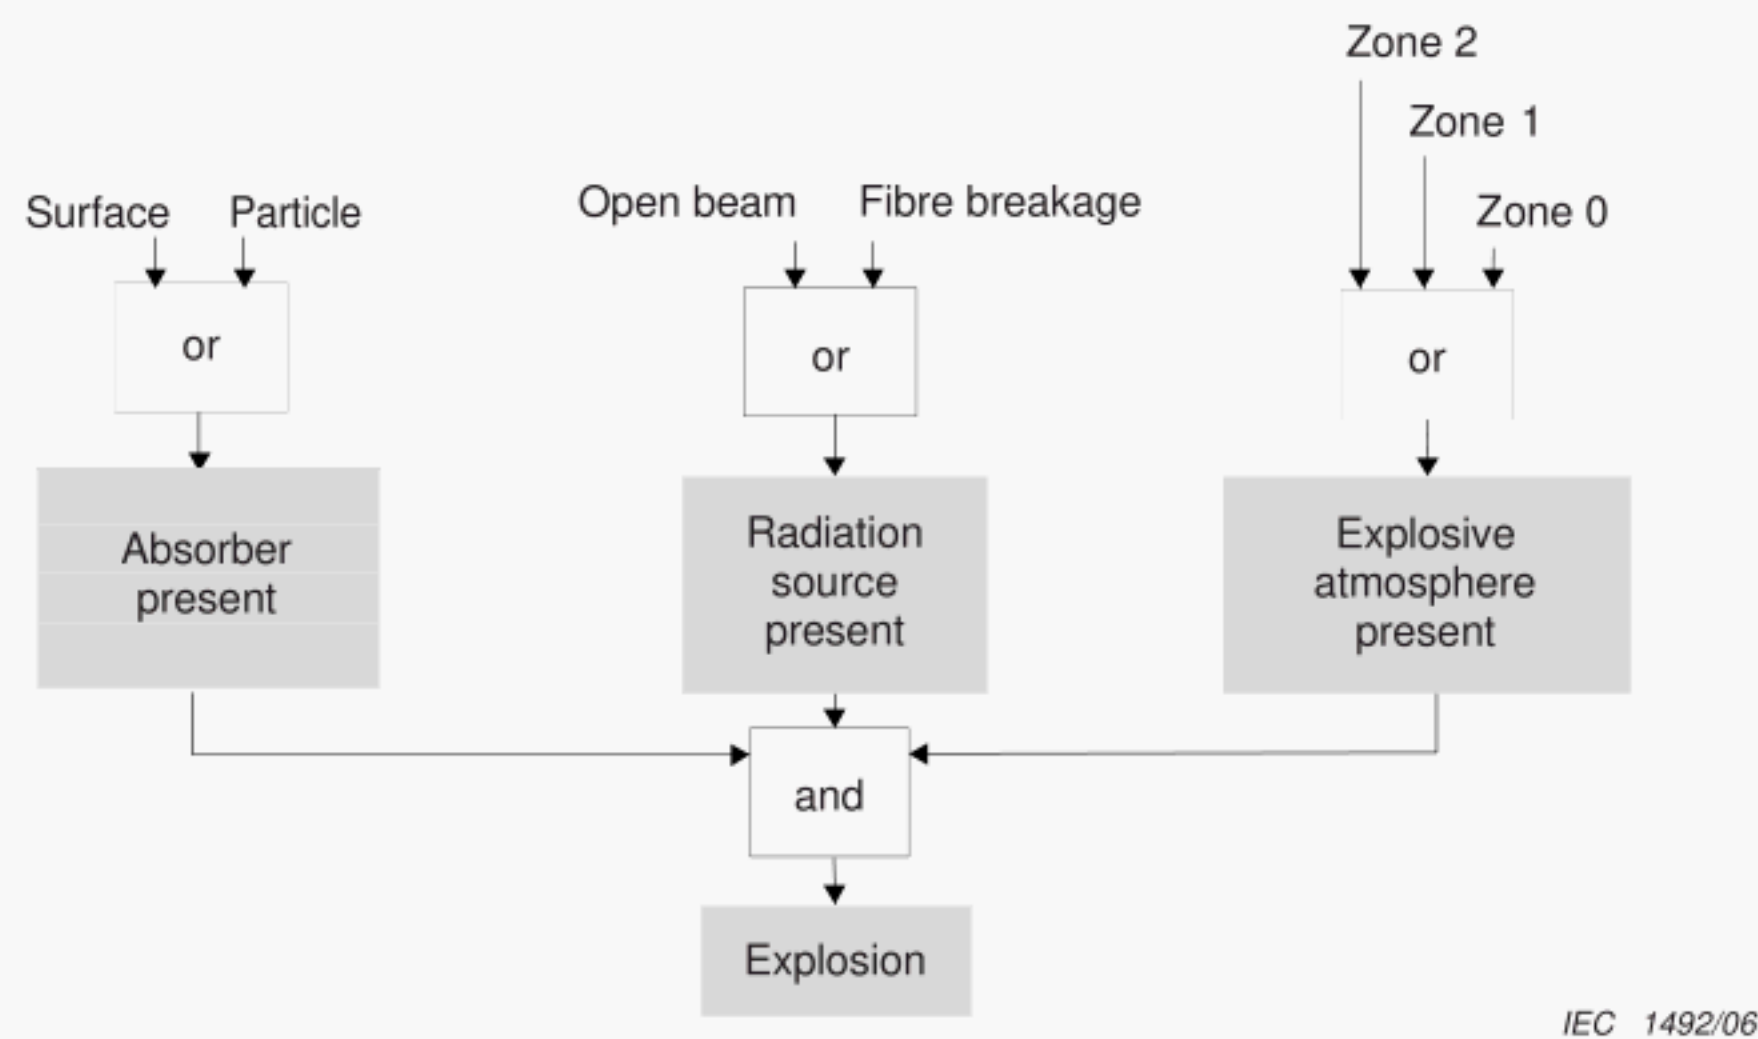 Zone 2
Zone 1
Surface
Particle
Open beam
Fibre breakage
Zone 0
or
or
or
Absorber
present
Radiation
source
present
Explosive
atmosphere
present
and
Explosion
IEC 1492/06